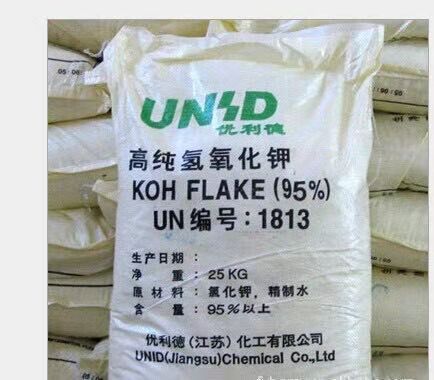 UNID
优利德
高纯氢氧化钾
KOH FLAKE (95%)
UN编号:1813
生产日期:
净 重:25KG
原材料:氯化钾,精制水
含 量:95%以上
优利德(江苏)化工有限公司
UNID(Jiangsu)Chemical Co.,Ltd